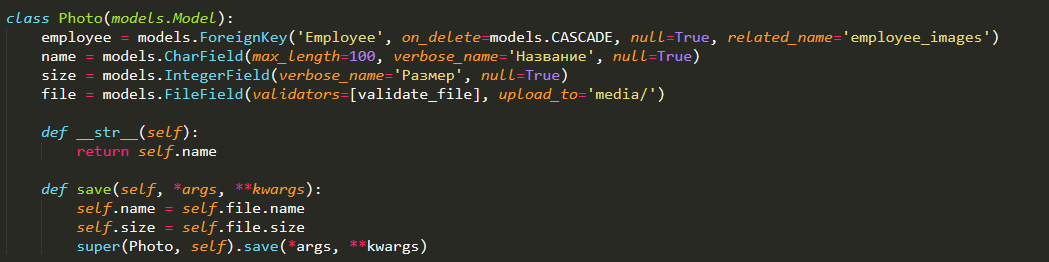 class Photo(models.Model):
    employee = models.ForeignKey('Employee', on_delete=models.CASCADE, null=True, related_name='employee_images')
    name = models.CharField(max_length=100, verbose_name='Название', null=True)
    size = models.IntegerField(verbose_name='Размер', null=True)
    file = models.FileField(validators=[validate_file], upload_to='media/')

    def __str__(self):
        return self.name

    def save(self, *args, **kwargs):
        self.name = self.file.name
        self.size = self.file.size
        super(Photo, self).save(*args, **kwargs)